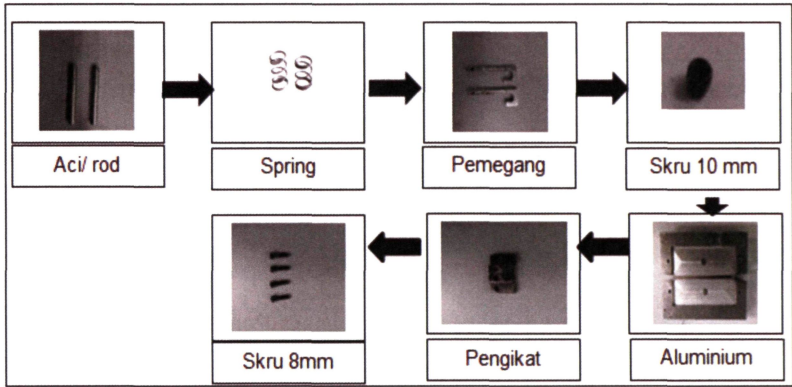 Aci/ rod
Spring
Pemegang
Skru 10 mm
Skru 8mm
Pengikat
Aluminium